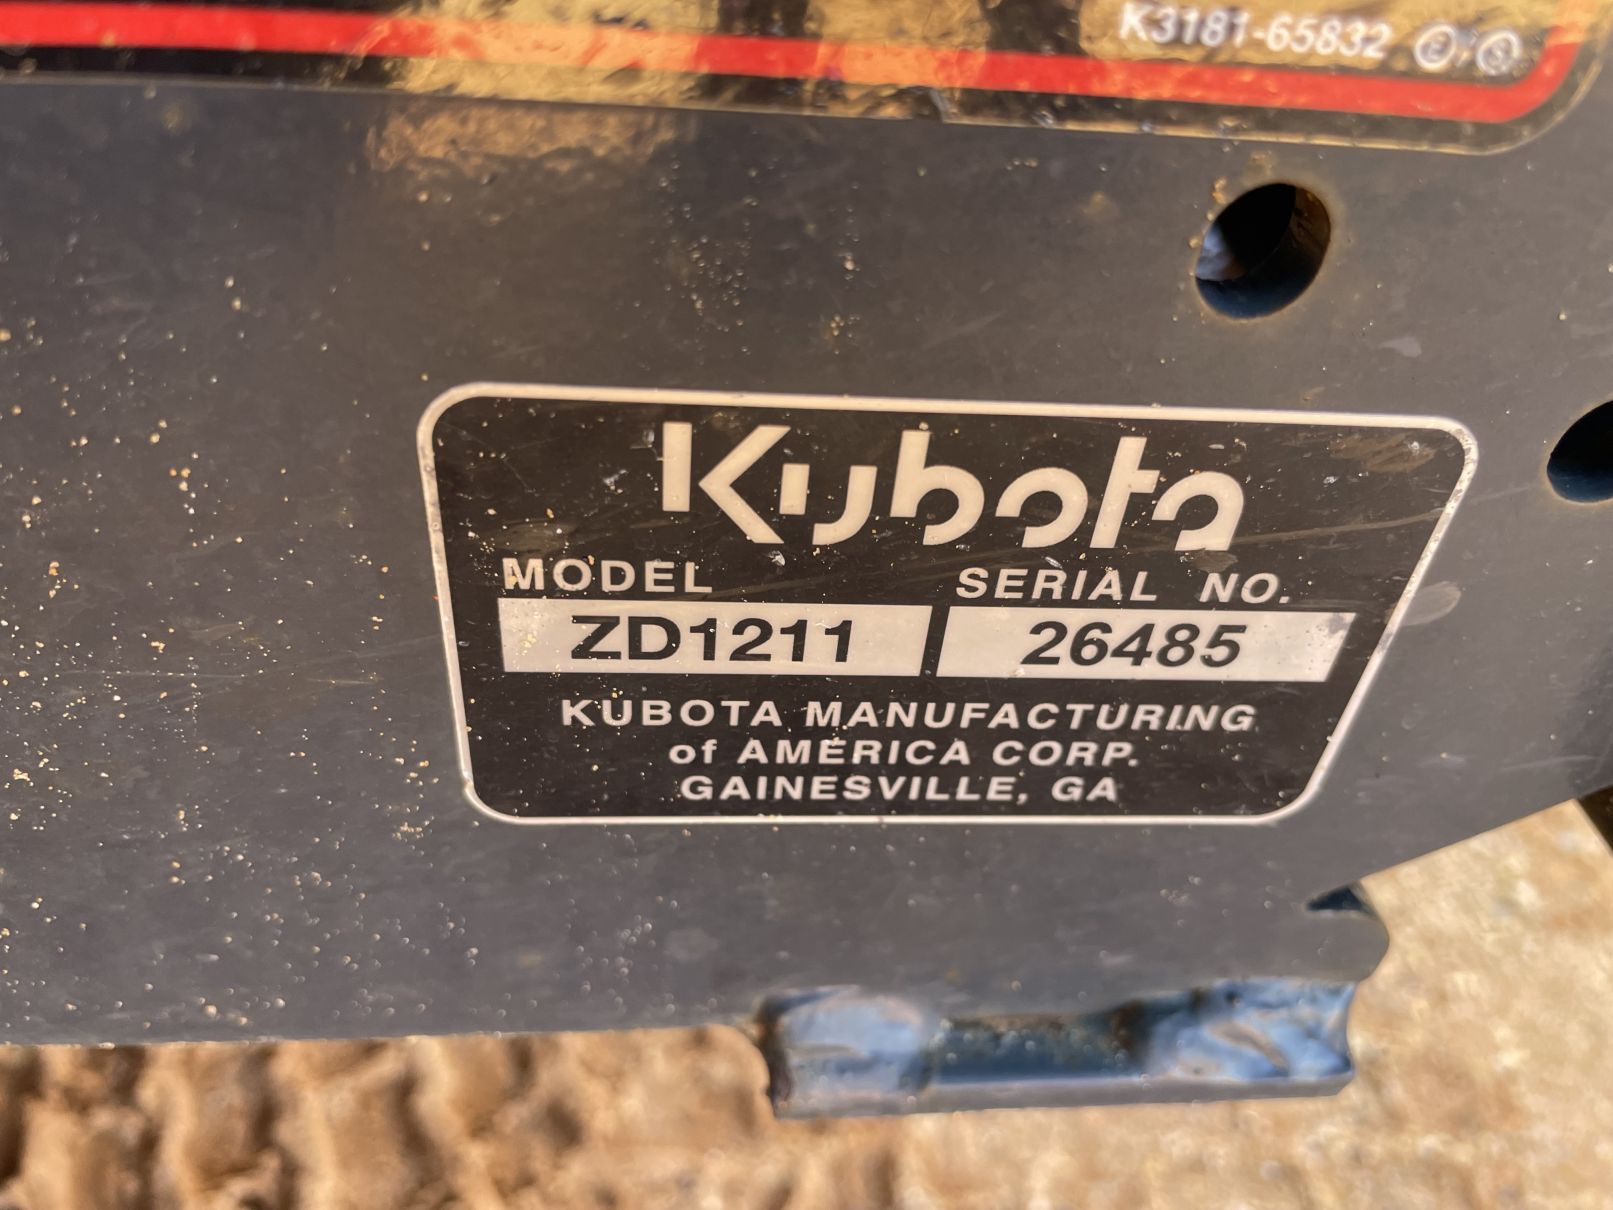 K3181-65832
Kubota
MODEL SERIAL NO.
ZD1211 26485
KUBOTA MANUFACTURING
of AMERICA CORP.
GAINESVILLE, GA